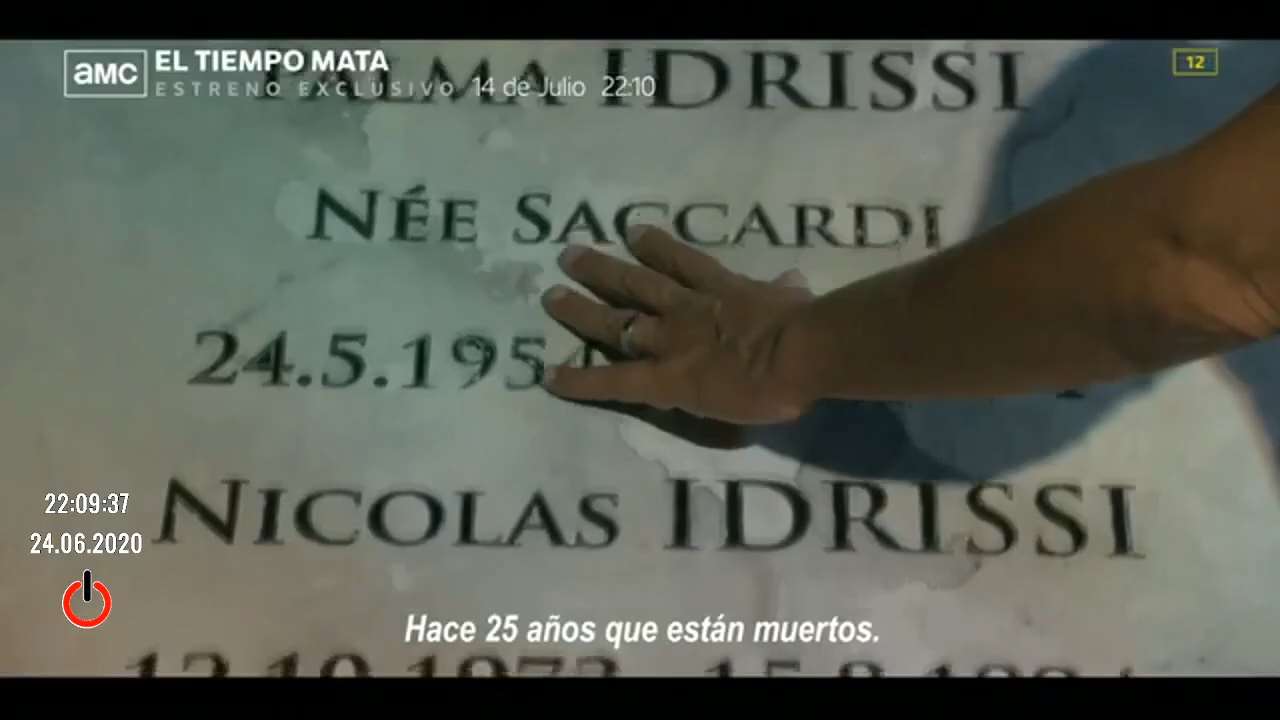 aMC
EL TIEMPO MATA
ESTRENO EXCLUSIVO 14 de Julio 22:10
12
PALMA IDRISSI
NÉE SACCARDI
24.5.195
NICOLAS IDRISSI
22:09:37
24.06.2020
Hace 25 años que están muertos.